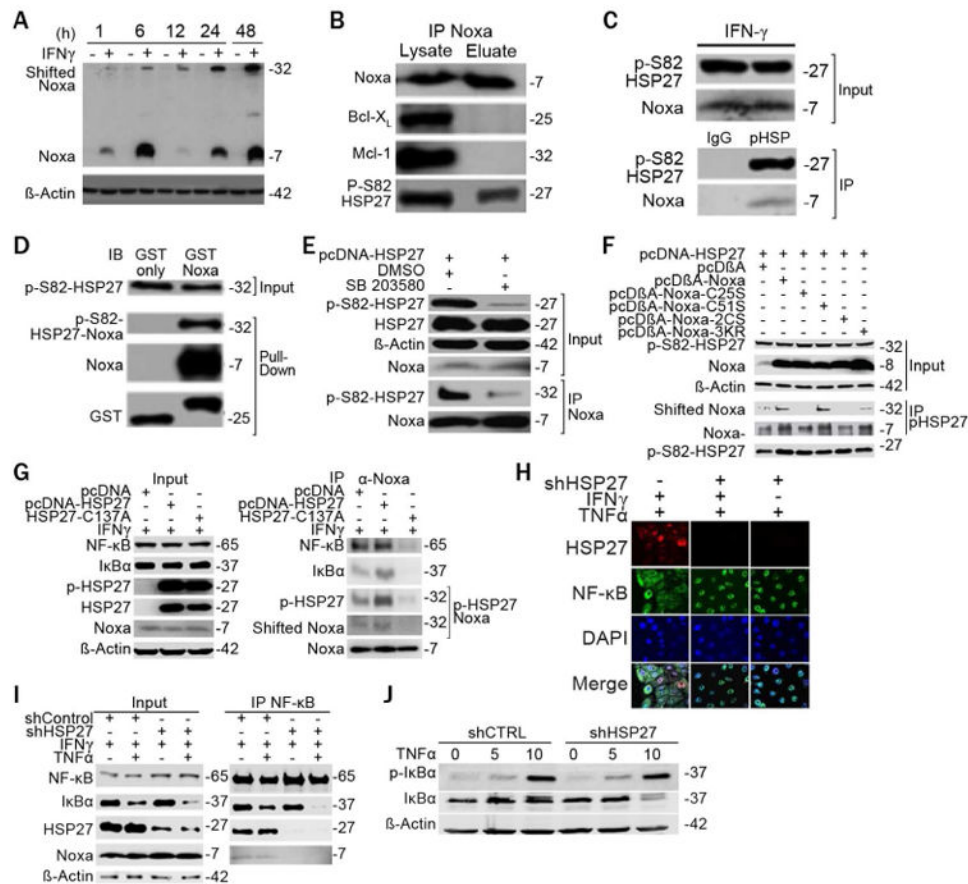 A
(h) 1 6 12 24 48
IFNγ - + - + - + - + - +
Shifted Noxa -32
Noxa -7
ß-Actin -42
B
IP Noxa
Lysate Eluate
Noxa -7
Bcl-XL -25
Mcl-1 -32
P-S82 HSP27 -27
C
IFN-γ
p-S82 HSP27 -27
Noxa -7
Input
IgG pHSP
p-S82 HSP27 -27
Noxa -7
IP
D
IB GST only GST Noxa
p-S82-HSP27 -32 Input
p-S82-HSP27-Noxa -32
Noxa -7
GST -25
Pull-Down
E
pcDNA-HSP27 + +
DMSO + -
SB 203580 - +
p-S82-HSP27 -27
HSP27 -27
ß-Actin -42
Noxa -7
Input
p-S82-HSP27 -32
Noxa -7
IP Noxa
F
pcDNA-HSP27 + + + + + +
pcDßA + - - - - -
pcDßA-Noxa - + - - - -
pcDßA-Noxa-C25S - - + - - -
pcDßA-Noxa-C51S - - - + - -
pcDßA-Noxa-2CS - - - - + -
pcDßA-Noxa-3KR - - - - - +
p-S82-HSP27 -32
Noxa -8
ß-Actin -42
Input
Shifted Noxa -32
Noxa- -7
p-S82-HSP27 -27
IP pHSP27
G
Input
pcDNA + - -
pcDNA-HSP27 - + -
HSP27-C137A - - +
IFNγ + + +
NF-κB -65
IκBα -37
p-HSP27 -27
HSP27 -27
Noxa -7
ß-Actin -42
IP α-Noxa
pcDNA + - -
pcDNA-HSP27 - + -
HSP27-C137A - - +
IFNγ + + +
NF-κB -65
IκBα -37
p-HSP27 -32
Shifted Noxa -32
p-HSP27 Noxa
Noxa -7
H
shHSP27 - + +
IFNγ + + -
TNFα + + +
HSP27
NF-κB
DAPI
Merge
I
Input IP NF-κB
shControl + + - - + + - -
shHSP27 - - + + - - + +
IFNγ + + + + + + + +
TNFα - + - + - + - +
NF-κB -65 -65
IκBα -37 -37
HSP27 -27 -27
Noxa -7 -7
ß-Actin -42
J
shCTRL shHSP27
TNFα 0 5 10 0 5 10
p-IκBα -37
IκBα -37
ß-Actin -42